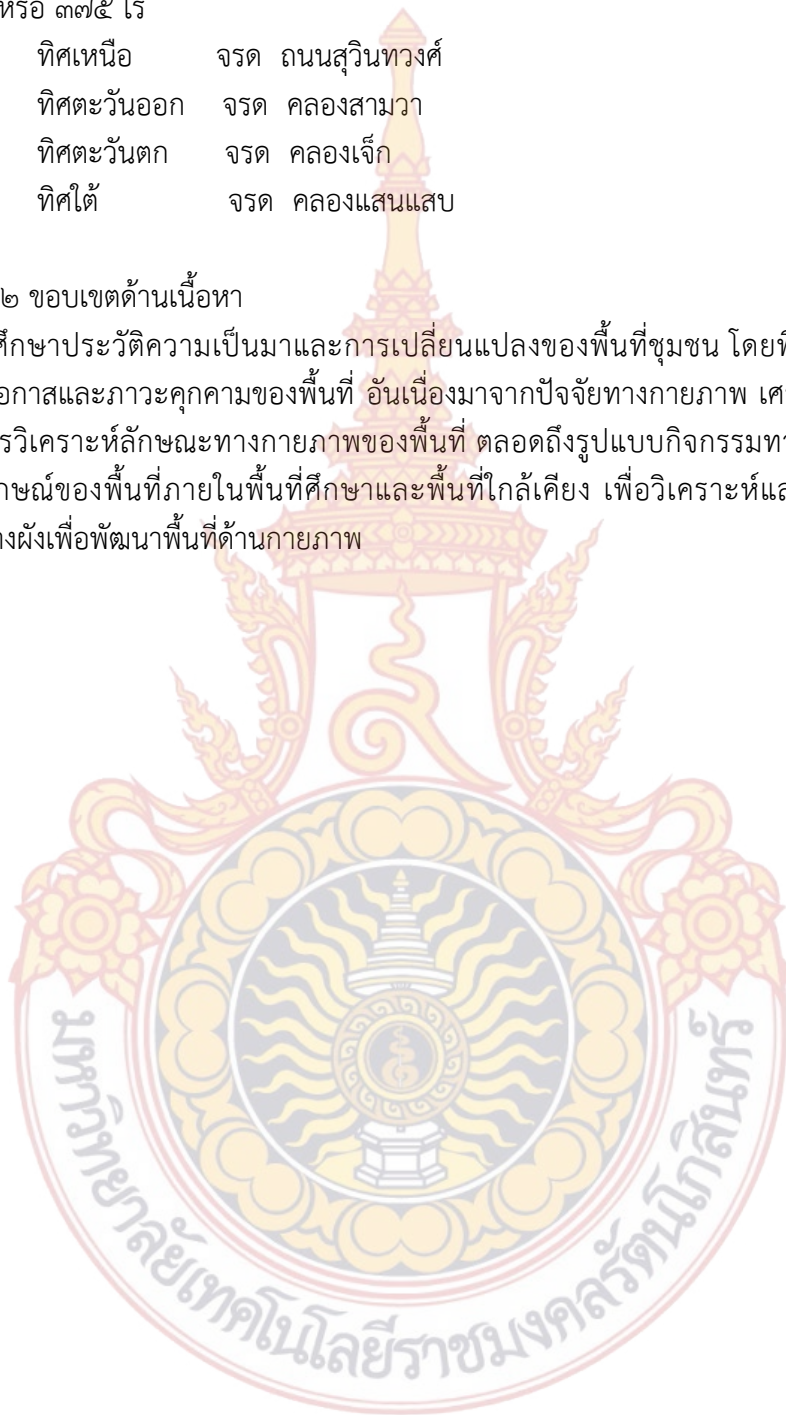 หรือ ๓๗๕ ไร่
ทิศเหนือ จรด ถนนสุวินทวงศ์
ทิศตะวันออก จรด คลองสามวา
ทิศตะวันตก จรด คลองเจ็ก
ทิศใต้ จรด คลองแสนแสบ
๒ ขอบเขตด้านเนื้อหา
ศึกษาประวัติความเป็นมาและการเปลี่ยนแปลงของพื้นที่ชุมชน โดย
อกาสและภาวะคุกคามของพื้นที่ อันเนื่องมาจากปัจจัยทางกายภาพ
รวิเคราะห์ลักษณะทางกายภาพของพื้นที่ ตลอดถึงรูปแบบกิจกรรม
กษณ์ของพื้นที่ภายในพื้นที่ศึกษาและพื้นที่ใกล้เคียง เพื่อวิเคราะห์
างผังเพื่อพัฒนาพื้นที่ด้านกายภาพ
มหาวิทยาลัยเทคโนโลยีราชมงคลรัตนโกสินทร์